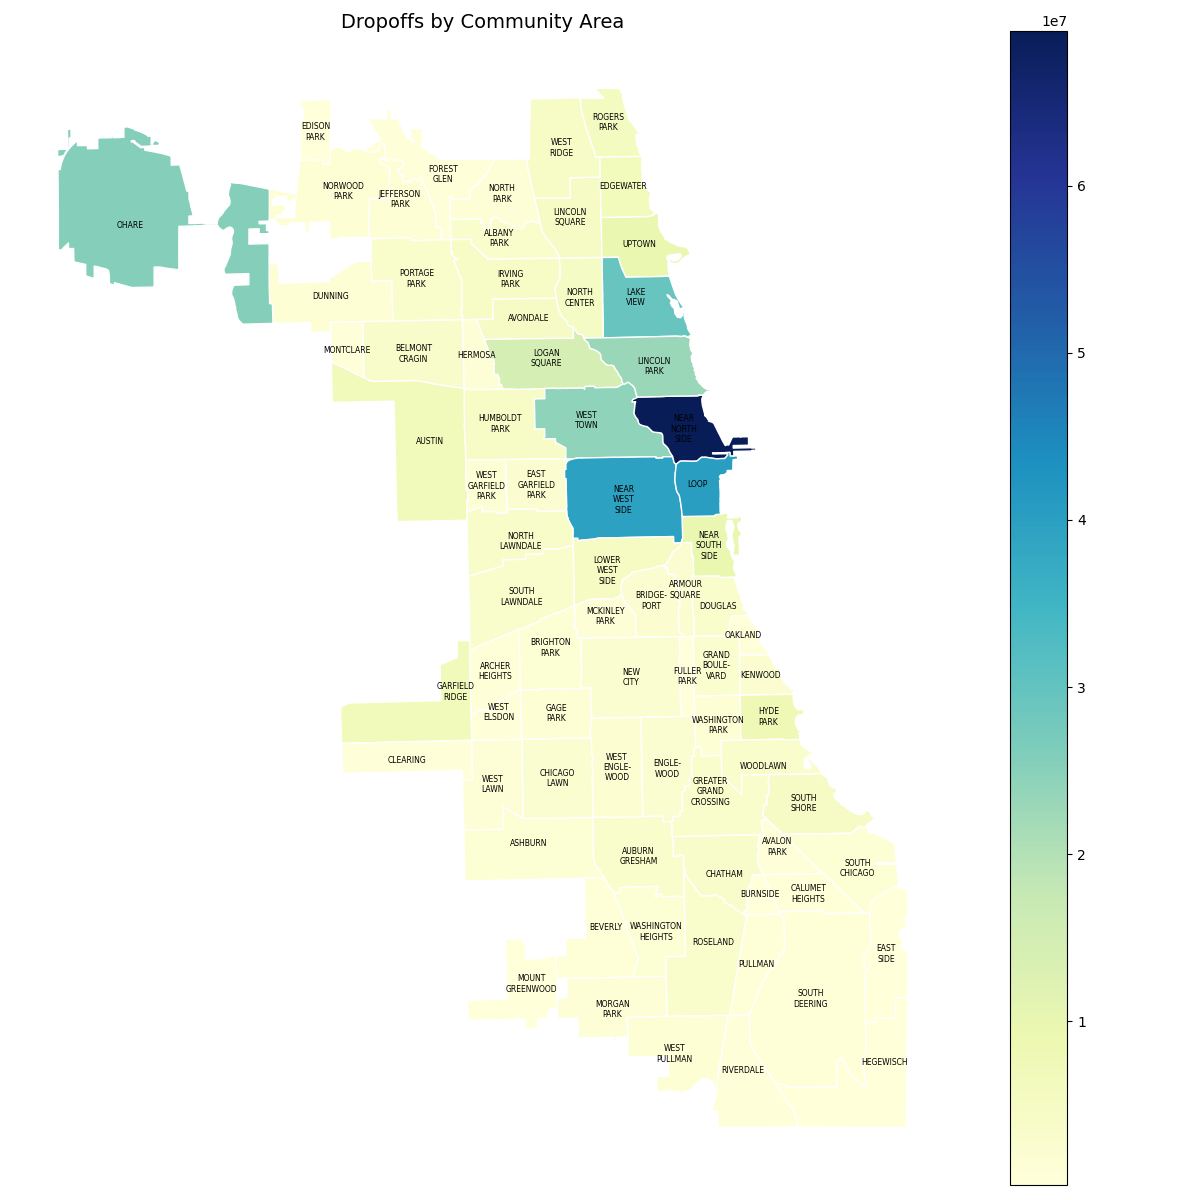 Dropoffs by Community Area
1e7
EDISON
PARK
ROGERS
PARK
WEST
RIDGE
FOREST
GLEN
NORWOOD
PARK
JEFFERSON
PARK
NORTH
PARK
EDGEWATER
LINCOLN
SQUARE
OHARE
ALBANY
PARK
UPTOWN
PORTAGE
PARK
IRVING
PARK
DUNNING
NORTH
CENTER
LAKE
VIEW
AVONDALE
MONTCLARE
BELMONT
CRAGIN
HERMOSA
LOGAN
SQUARE
LINCOLN
PARK
HUMBOLDT
PARK
WEST
TOWN
NEAR
NORTH
SIDE
AUSTIN
WEST
GARFIELD
PARK
EAST
GARFIELD
PARK
NEAR
WEST
SIDE
LOOP
NORTH
LAWNDALE
NEAR
SOUTH
SIDE
LOWER
WEST
SIDE
SOUTH
LAWNDALE
BRIDGE-
PORT
ARMOUR
SQUARE
DOUGLAS
MCKINLEY
PARK
OAKLAND
BRIGHTON
PARK
ARCHER
HEIGHTS
NEW
CITY
FULLER
PARK
GRAND
BOULE-
VARD
KENWOOD
GARFIELD
RIDGE
WEST
ELSDON
GAGE
PARK
WASHINGTON
PARK
HYDE
PARK
CLEARING
WEST
LAWN
CHICAGO
LAWN
WEST
ENGLE-
WOOD
ENGLE-
WOOD
WOODLAWN
GREATER
GRAND
CROSSING
SOUTH
SHORE
ASHBURN
AUBURN
GRESHAM
AVALON
PARK
CHATHAM
SOUTH
CHICAGO
BURNSIDE
CALUMET
HEIGHTS
BEVERLY
WASHINGTON
HEIGHTS
ROSELAND
PULLMAN
EAST
SIDE
MOUNT
GREENWOOD
MORGAN
PARK
SOUTH
DEERING
WEST
PULLMAN
RIVERDALE
HEGEWISCH
6
5
4
3
2
1